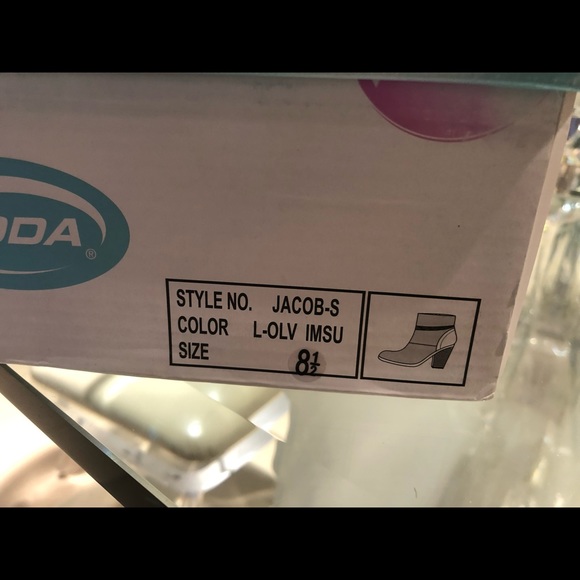 ODA®
STYLE NO. JACOB-S
COLOR L-OLV IMSU
SIZE 8½